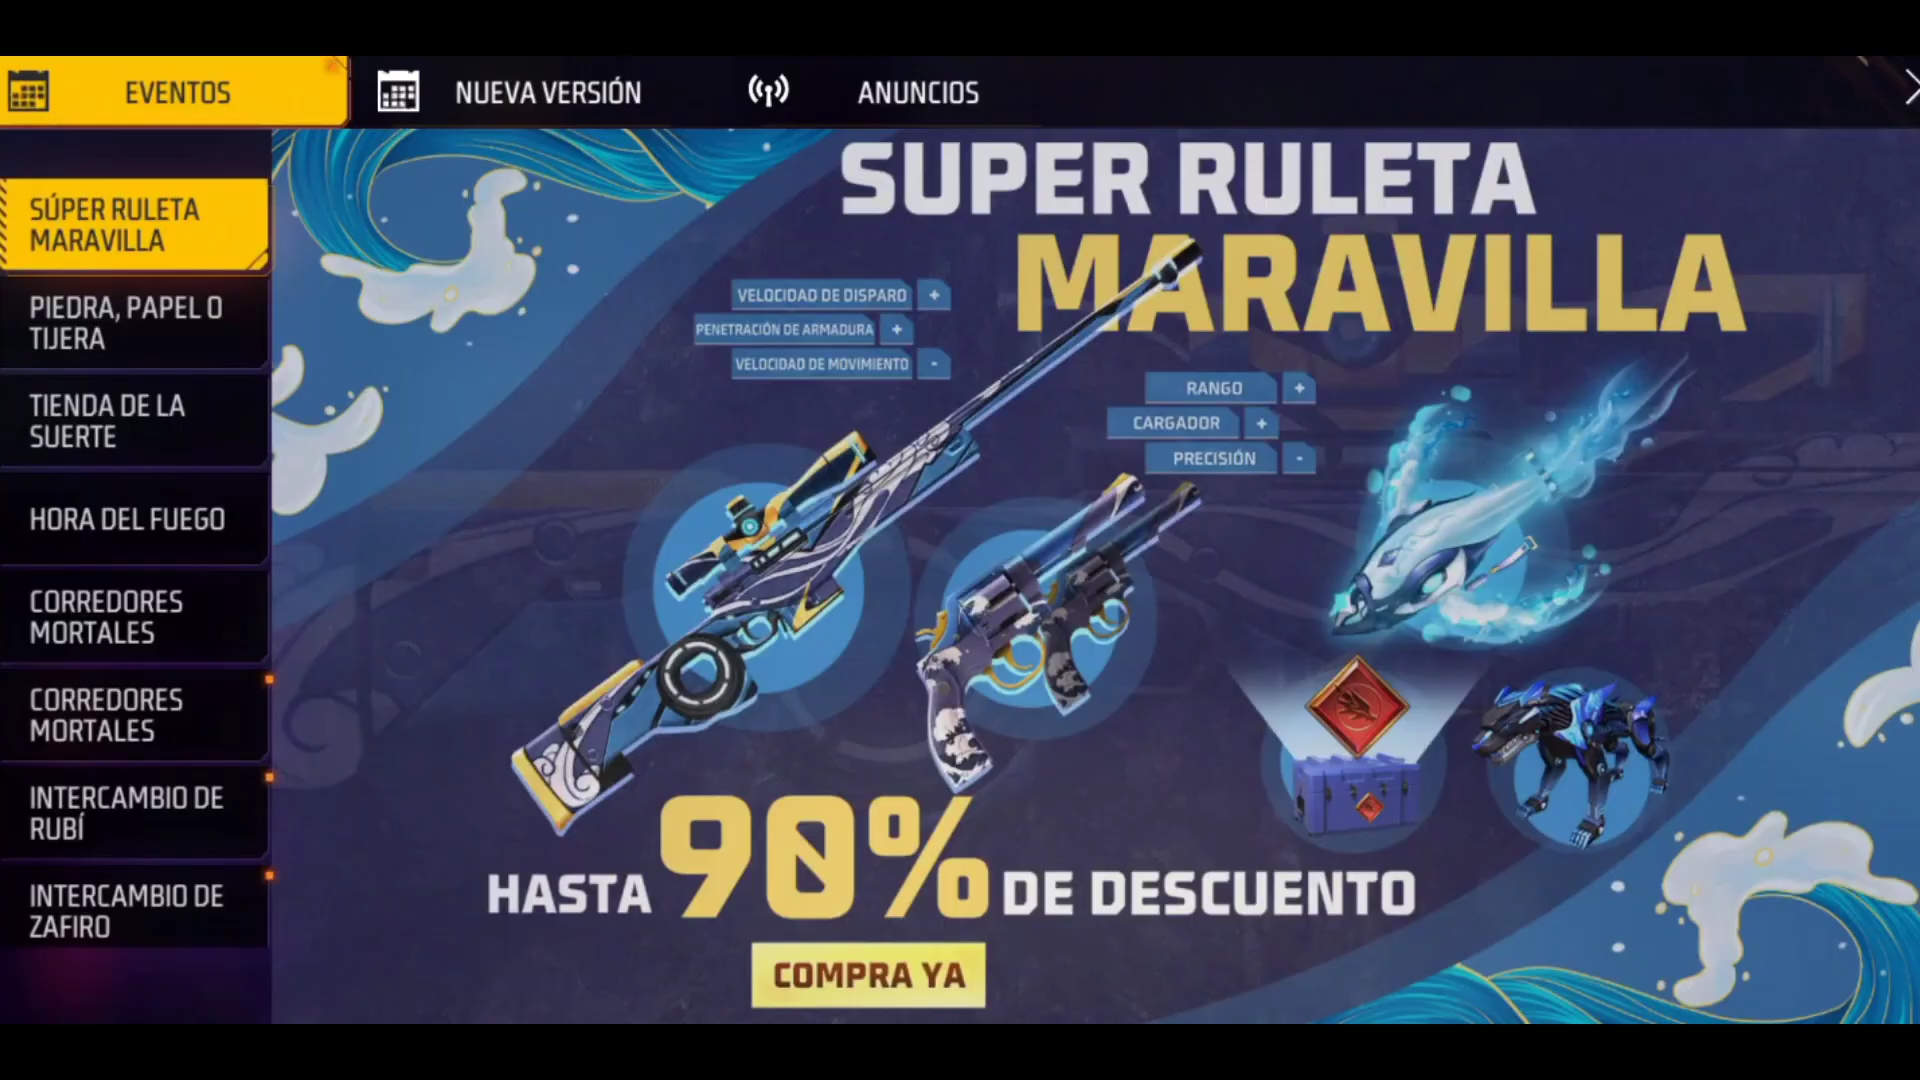 EVENTOS
NUEVA VERSIÓN
ANUNCIOS
SÚPER RULETA
MARAVILLA
PIEDRA, PAPEL O
TIJERA
TIENDA DE LA
SUERTE
HORA DEL FUEGO
CORREDORES
MORTALES
CORREDORES
MORTALES
INTERCAMBIO DE
RUBÍ
INTERCAMBIO DE
ZAFIRO
SUPER RULETA
MARAVILLA
VELOCIDAD DE DISPARO +
PENETRACIÓN DE ARMADURA +
VELOCIDAD DE MOVIMIENTO -
RANGO +
CARGADOR +
PRECISIÓN -
HASTA 90% DE DESCUENTO
COMPRA YA